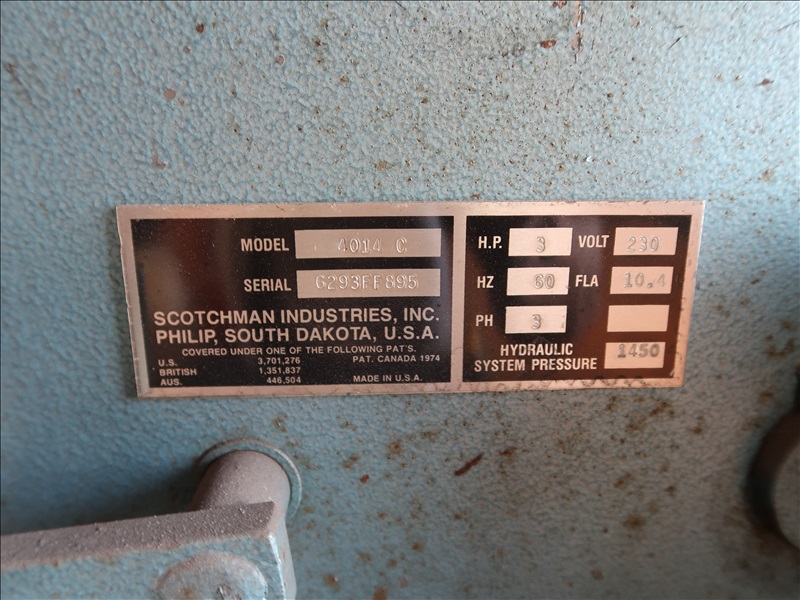 MODEL 4014 C
SERIAL 6293FF895
SCOTCHMAN INDUSTRIES, INC.
PHILIP, SOUTH DAKOTA, U.S.A.
COVERED UNDER ONE OF THE FOLLOWING PAT'S.
U.S. 3,701,276 PAT. CANADA 1974
BRITISH 1,351,837
AUS. 446,504 MADE IN U.S.A.
H.P. 3 VOLT 230
HZ 60 FLA 10.4
PH 3
HYDRAULIC
SYSTEM PRESSURE 1450